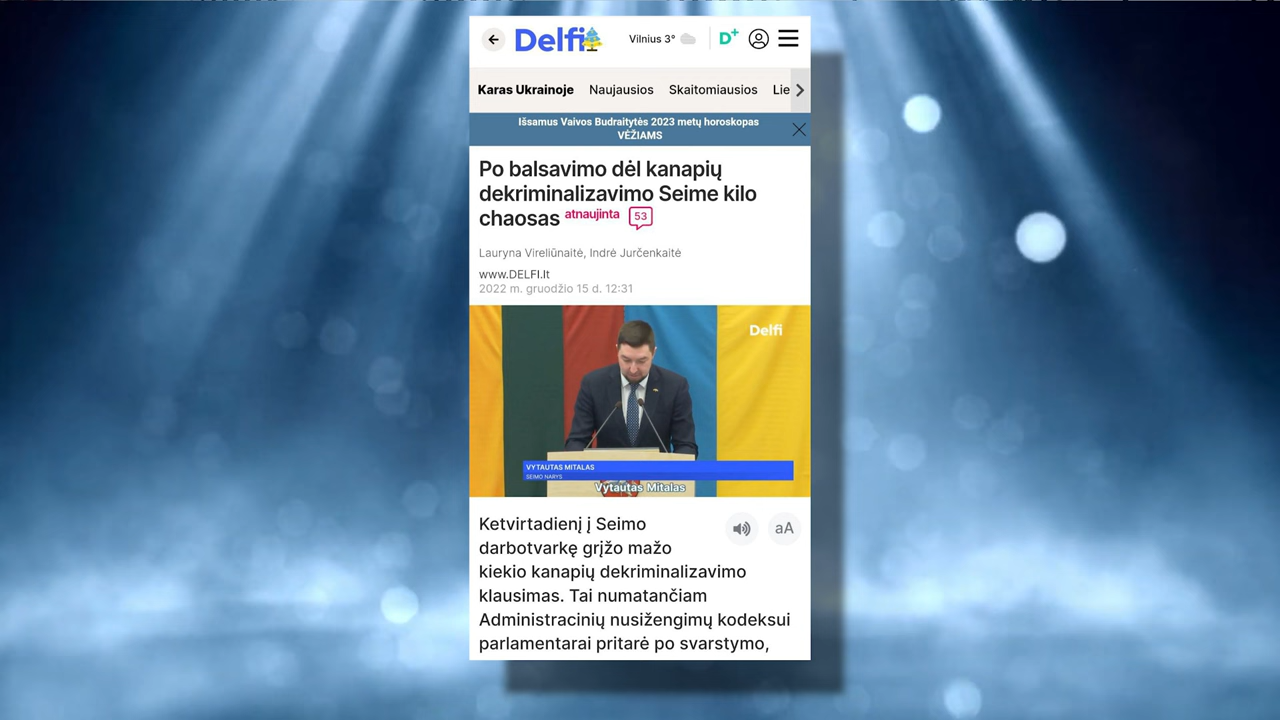 Delfi
Vilnius 3°
D+
Karas Ukrainoje Naujausios Skaitomiausios Lie
Išsamus Vaivos Budraitytės 2023 metų horoskopas
VĖŽIAMS
Po balsavimo dėl kanapių
dekriminalizavimo Seime kilo
chaosas atnaujinta 53
Lauryna Vireliūnaitė, Indrė Jurčenkaitė
www.DELFI.lt
2022 m. gruodžio 15 d. 12:31
Delfi
VYTAUTAS MITALAS
SEIMO NARYS
Vytautas Mitalas
Ketvirtadienį į Seimo
aA
darbotvarkę grįžo mažo
kiekio kanapių dekriminalizavimo
klausimas. Tai numatančiam
Administracinių nusižengimų kodeksui
parlamentarai pritarė po svarstymo,